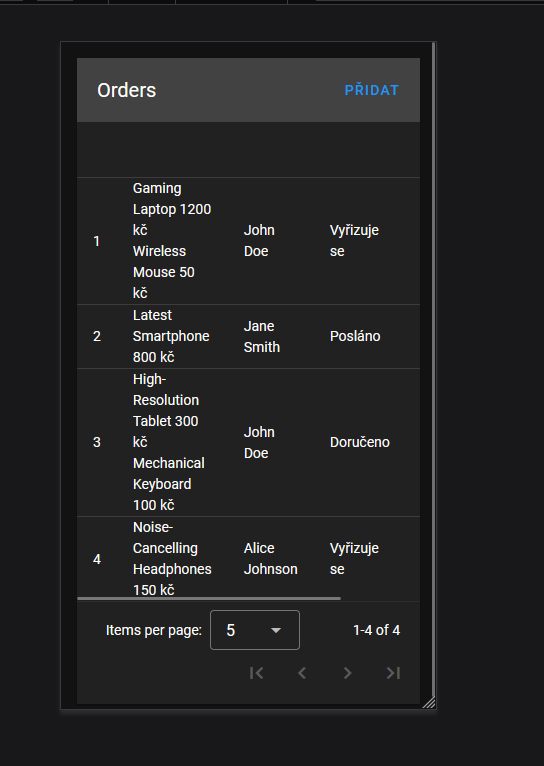 Orders PŘIDAT
Gaming
Laptop 1200
kč
Wireless
Mouse 50
kč
1
John
Doe
Vyřizuje
se
Latest
Smartphone
800 kč
2
Jane
Smith
Posláno
High-
Resolution
Tablet 300
kč
Mechanical
Keyboard
100 kč
3
John
Doe
Doručeno
Noise-
Cancelling
Headphones
150 kč
4
Alice
Johnson
Vyřizuje
se
Items per page: 5 1-4 of 4